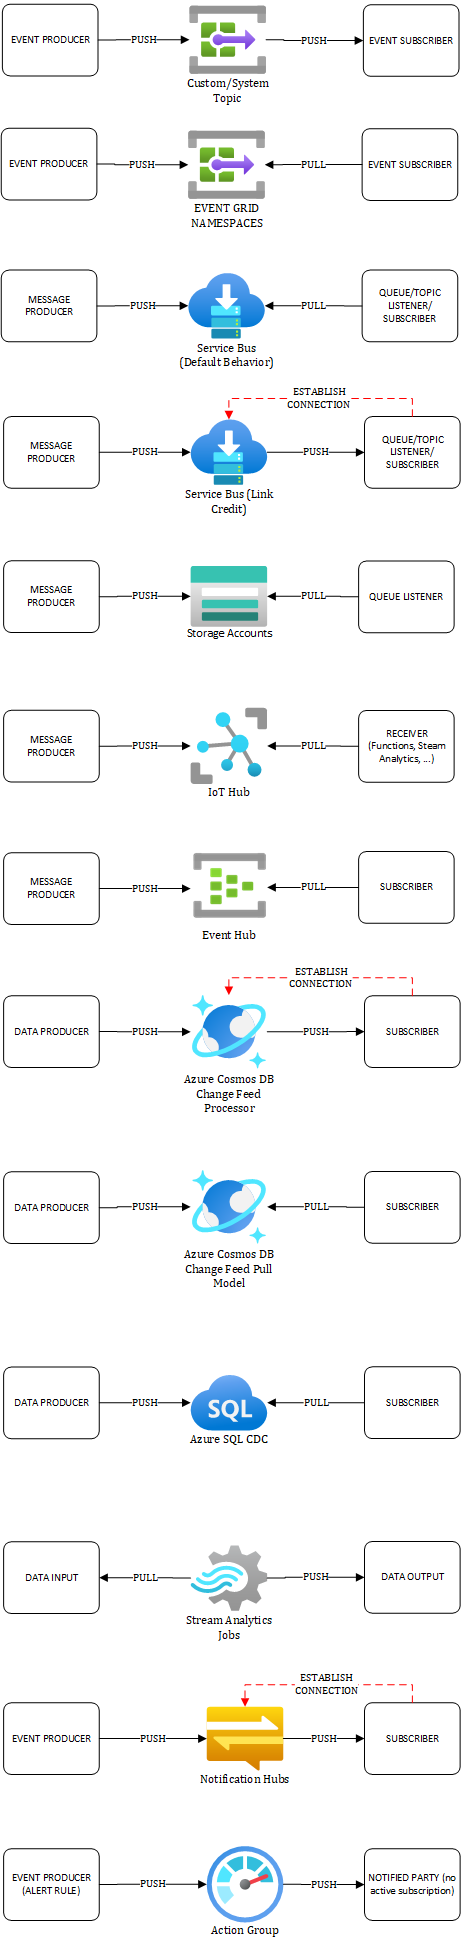 EVENT PRODUCER
PUSH
PUSH
EVENT SUBSCRIBER
Custom/System
Topic
EVENT PRODUCER
PUSH
PULL
EVENT SUBSCRIBER
EVENT GRID
NAMESPACES
MESSAGE
PRODUCER
PUSH
PULL
QUEUE/TOPIC
LISTENER/
SUBSCRIBER
Service Bus
(Default Behavior)
ESTABLISH
CONNECTION
MESSAGE
PRODUCER
PUSH
PUSH
QUEUE/TOPIC
LISTENER/
SUBSCRIBER
Service Bus (Link
Credit)
MESSAGE
PRODUCER
PUSH
PULL
QUEUE LISTENER
Storage Accounts
MESSAGE
PRODUCER
PUSH
PULL
RECEIVER
(Functions, Steam
Analytics, ...)
IoT Hub
MESSAGE
PRODUCER
PUSH
PULL
SUBSCRIBER
Event Hub
ESTABLISH
CONNECTION
DATA PRODUCER
PUSH
PUSH
SUBSCRIBER
Azure Cosmos DB
Change Feed
Processor
DATA PRODUCER
PUSH
PULL
SUBSCRIBER
Azure Cosmos DB
Change Feed Pull
Model
DATA PRODUCER
PUSH
SQL
PULL
SUBSCRIBER
Azure SQL CDC
DATA INPUT
PULL
PUSH
DATA OUTPUT
Stream Analytics
Jobs
ESTABLISH
CONNECTION
EVENT PRODUCER
PUSH
PUSH
SUBSCRIBER
Notification Hubs
EVENT PRODUCER
(ALERT RULE)
PUSH
PUSH
NOTIFIED PARTY (no
active subscription)
Action Group